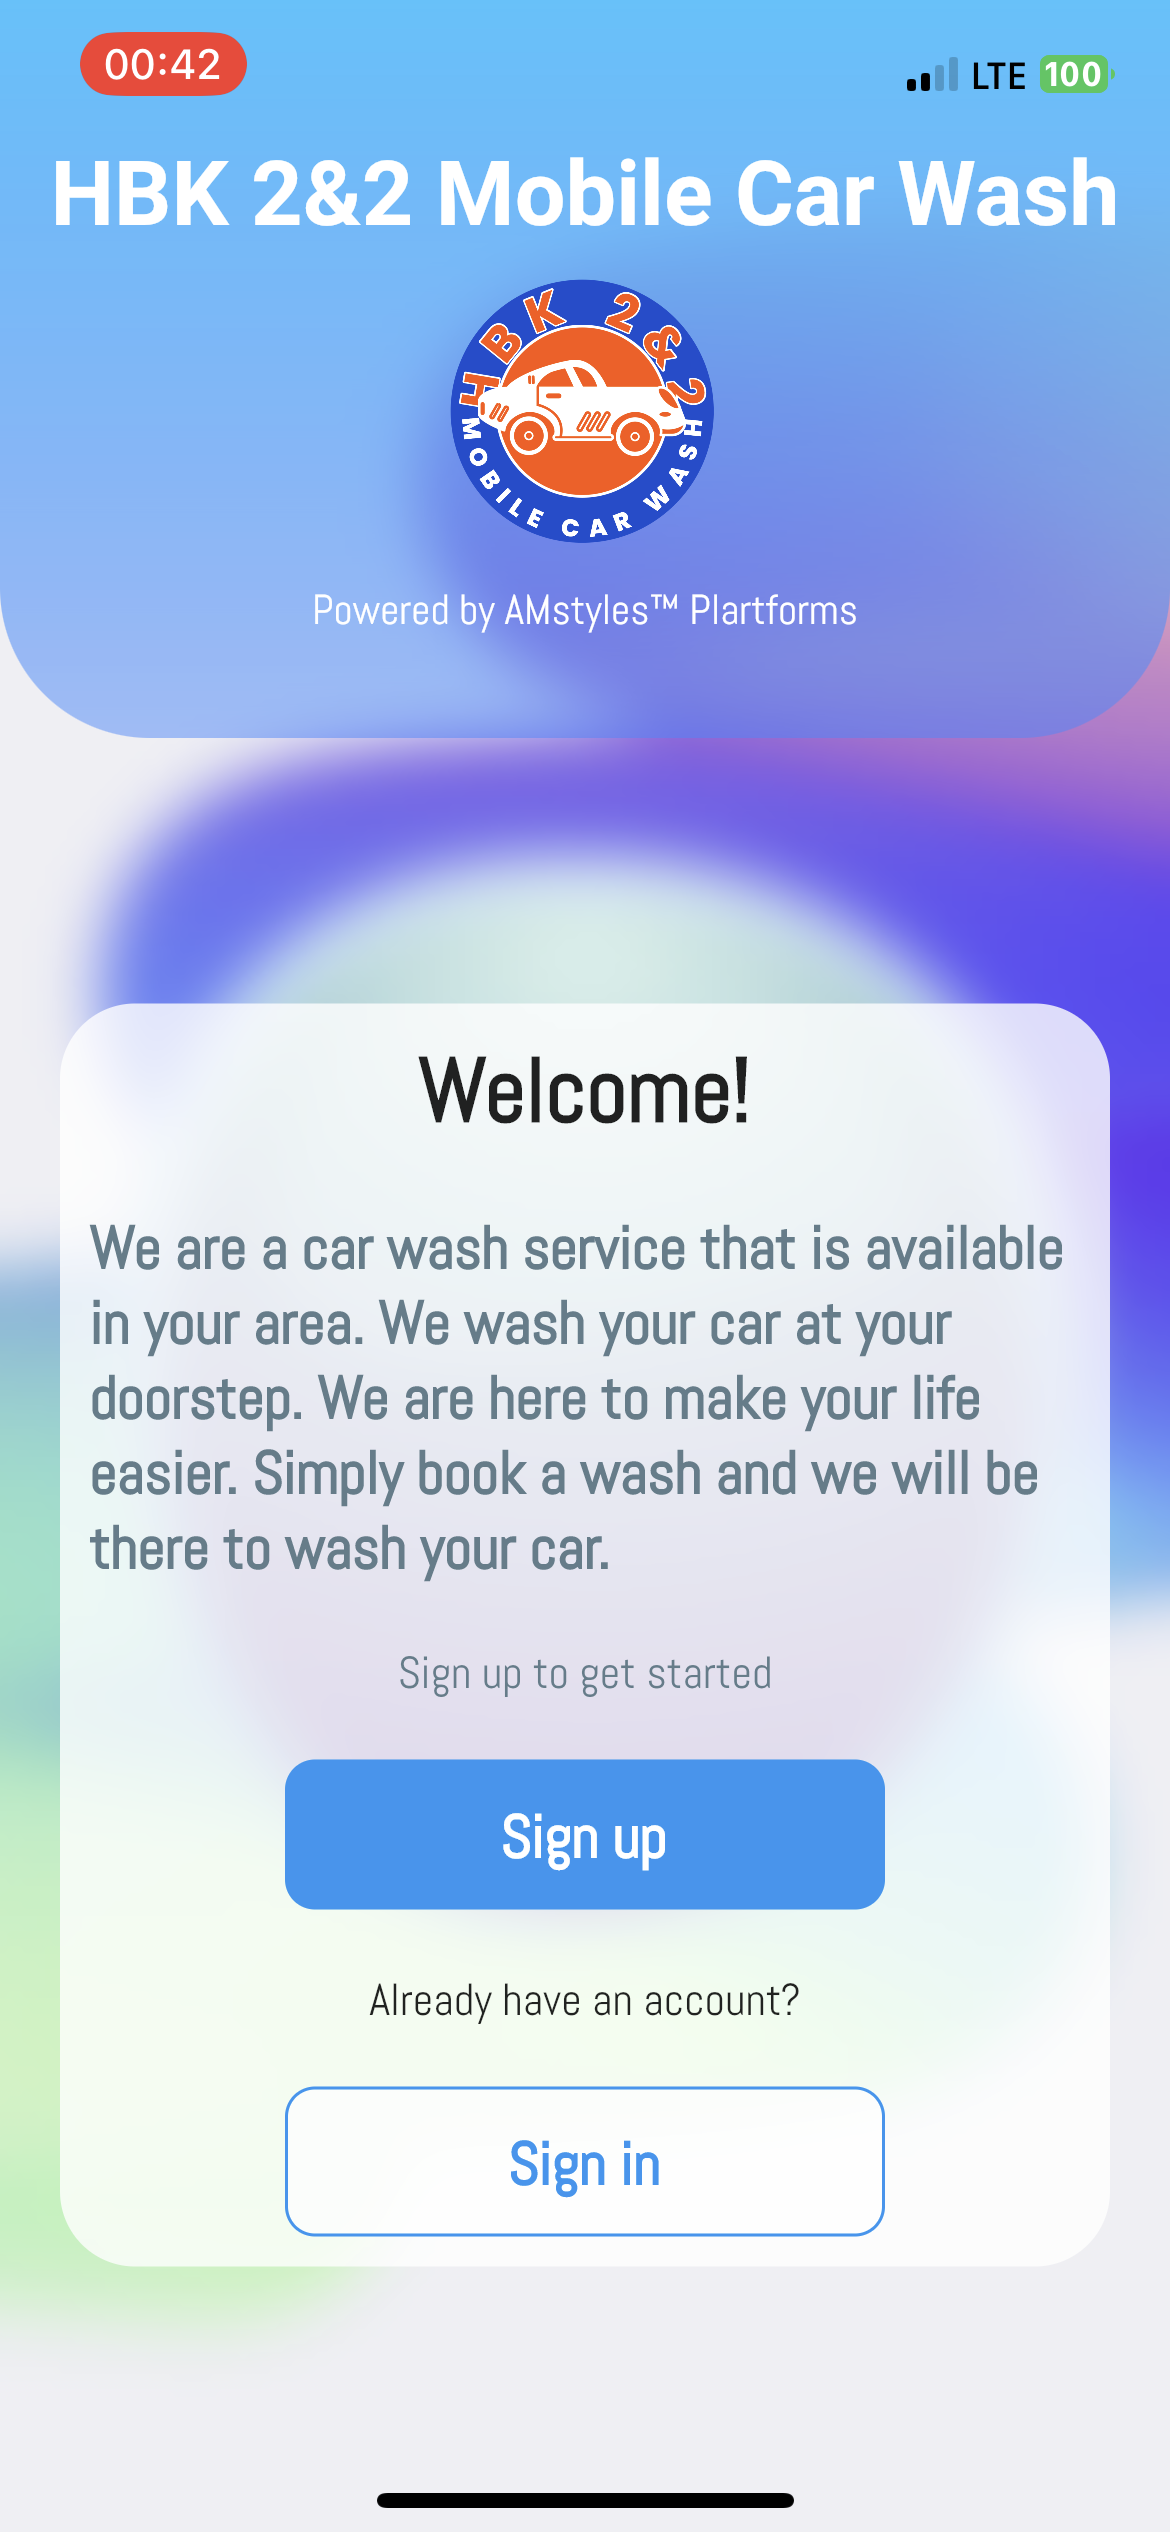 00:42
LTE 100
HBK 2&2 Mobile Car Wash
HBK 2&2
MOBILE CAR WASH
Powered by AMstyles™ Plartforms
Welcome!
We are a car wash service that is available
in your area. We wash your car at your
doorstep. We are here to make your life
easier. Simply book a wash and we will be
there to wash your car.
Sign up to get started
Sign up
Already have an account?
Sign in